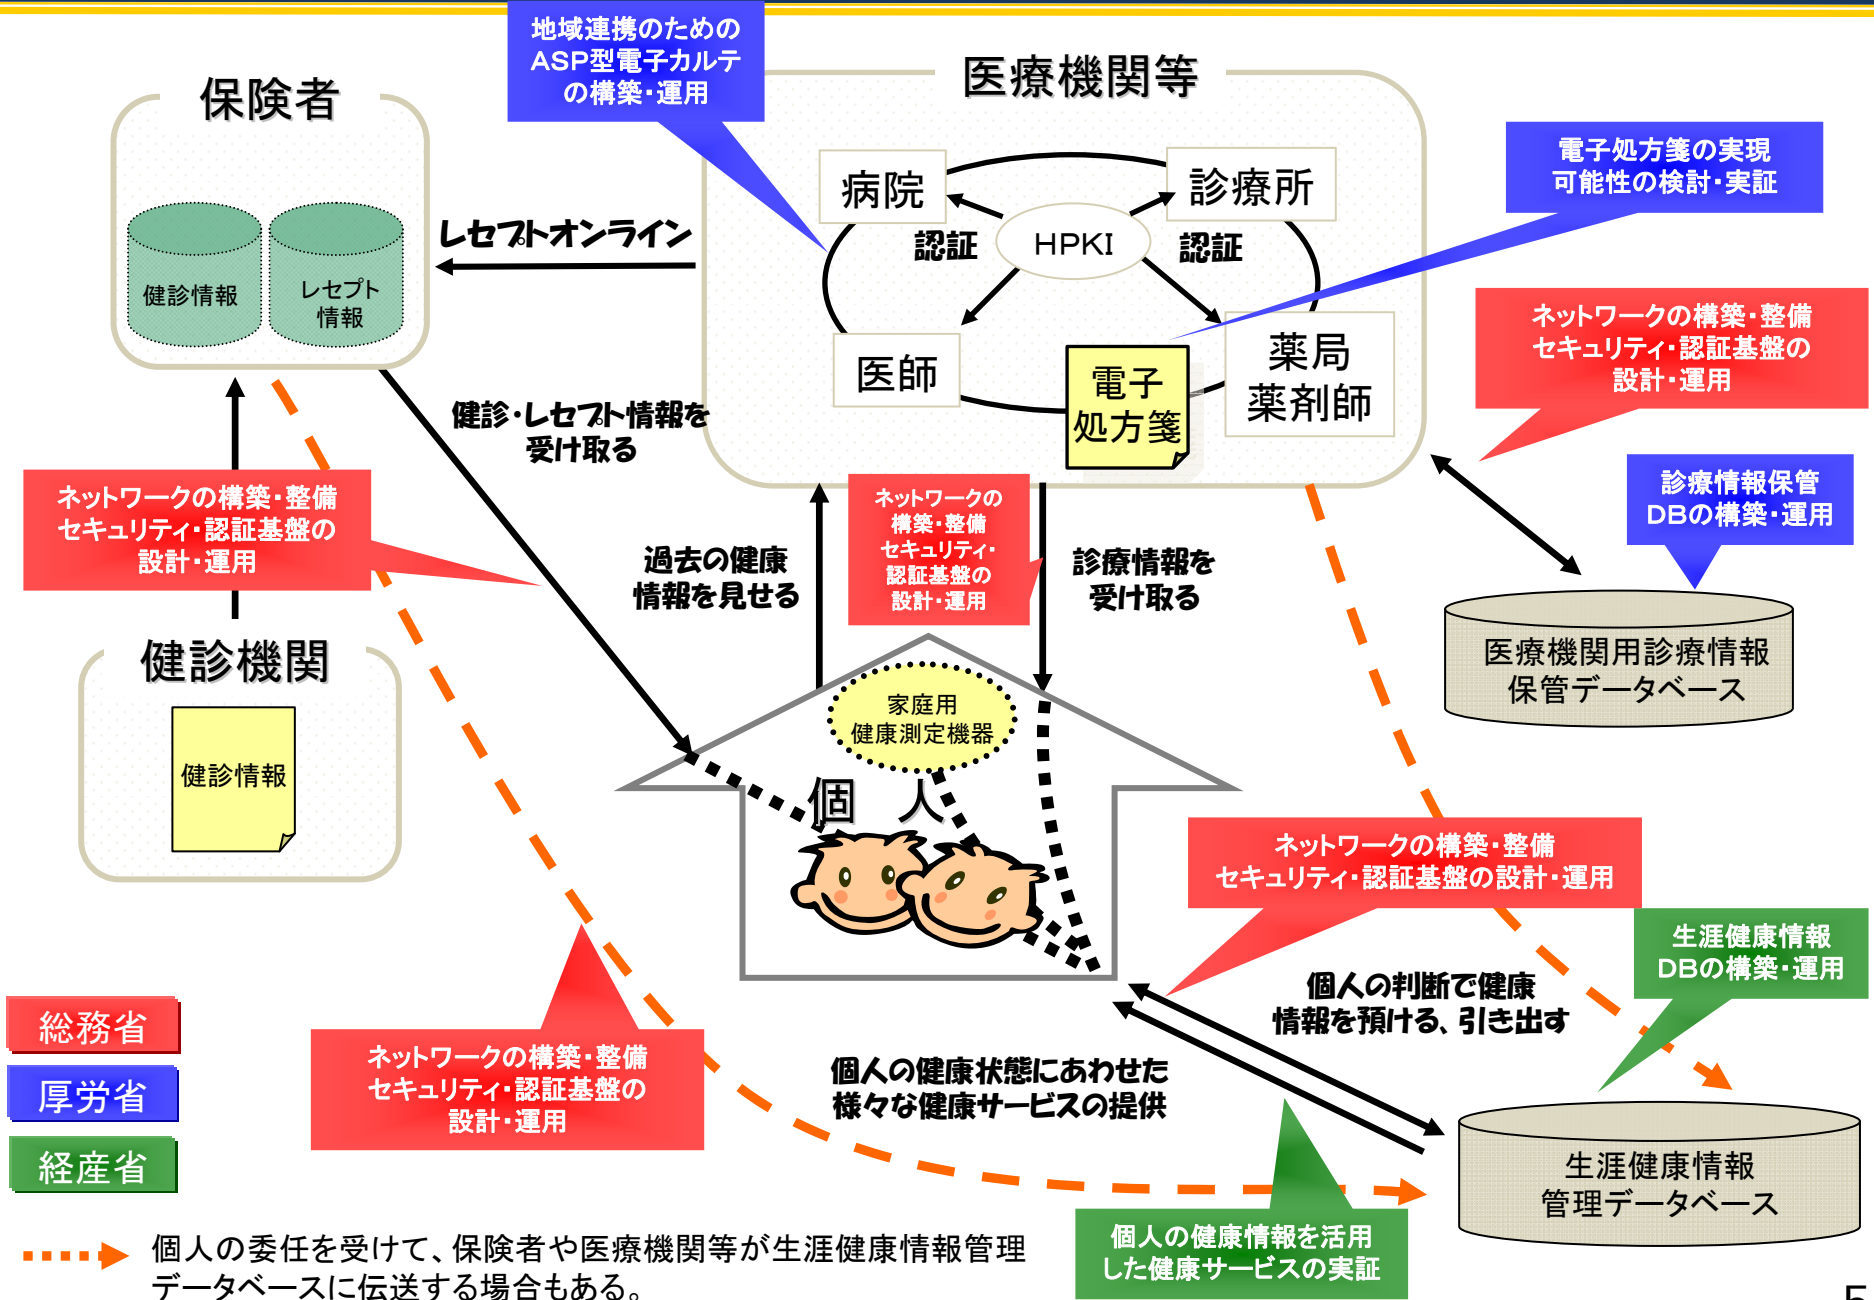 地域連携のための
ASP型電子カルテ
の構築・運用
保険者
医療機関等
電子処方箋の実現
可能性の検討・実証
病院
診療所
レセプトオンライン
認証
HPKI
認証
健診情報
レセプト
情報
ネットワークの構築・整備
セキュリティ・認証基盤の
設計・運用
医師
電子
処方箋
薬局
薬剤師
健診・レセプト情報を
受け取る
ネットワークの構築・整備
セキュリティ・認証基盤の
設計・運用
ネットワークの
構築・整備
セキュリティ・
認証基盤の
設計・運用
診療情報保管
DBの構築・運用
過去の健康
情報を見せる
診療情報を
受け取る
健診機関
医療機関用診療情報
保管データベース
家庭用
健康測定機器
健診情報
個 人
ネットワークの構築・整備
セキュリティ・認証基盤の設計・運用
生涯健康情報
DBの構築・運用
個人の判断で健康
情報を預ける、引き出す
総務省
厚労省
経産省
ネットワークの構築・整備
セキュリティ・認証基盤の
設計・運用
個人の健康状態にあわせた
様々な健康サービスの提供
生涯健康情報
管理データベース
個人の健康情報を活用
した健康サービスの実証
個人の委任を受けて、保険者や医療機関等が生涯健康情報管理
データベースに伝送する場合もある。
5